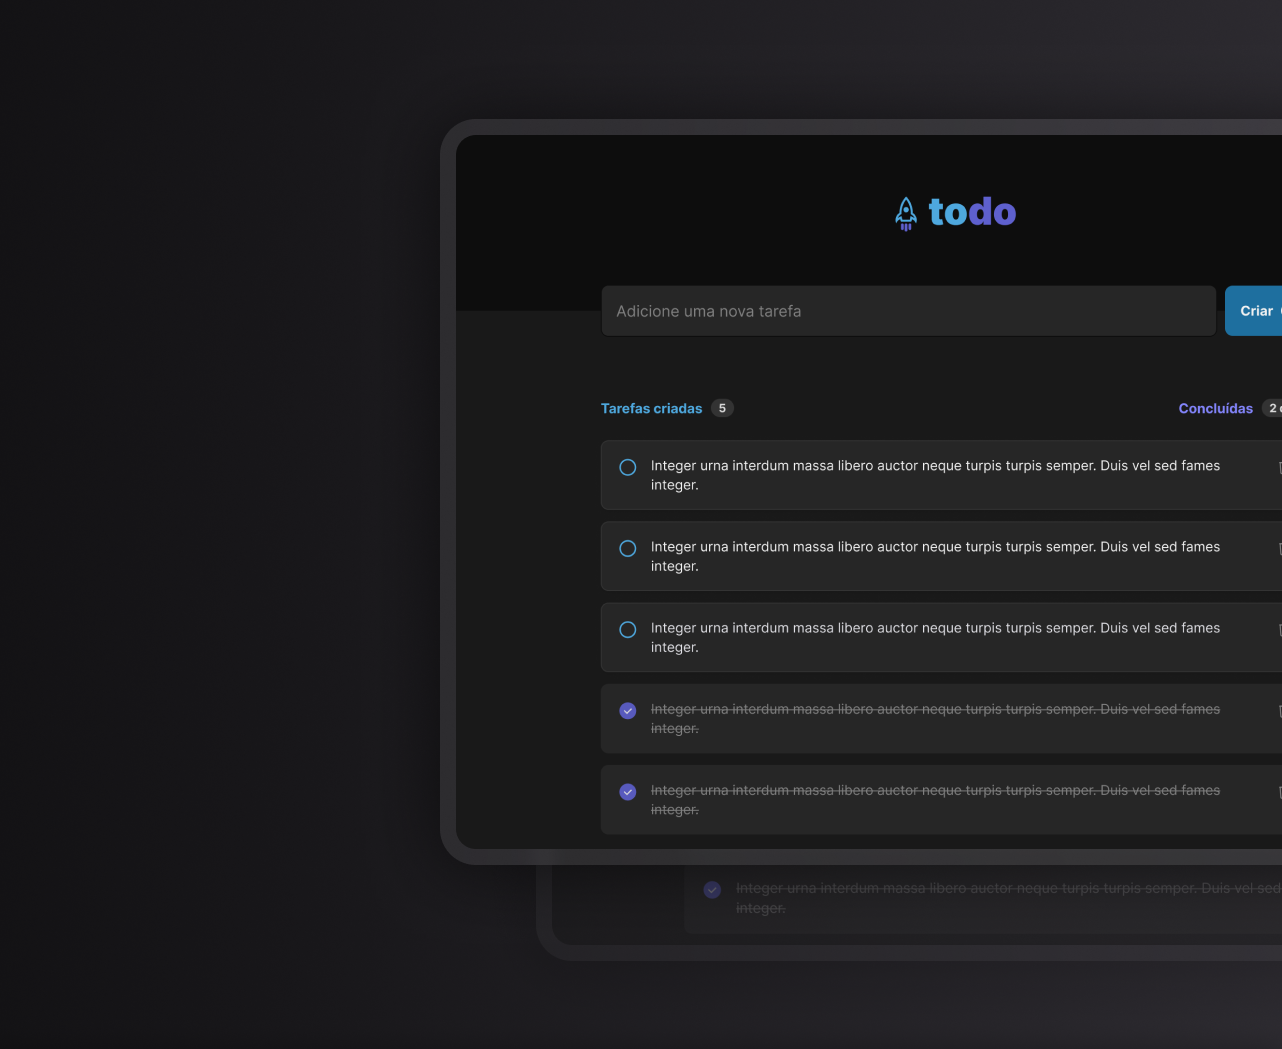 todo
Adicione uma nova tarefa
Criar
Tarefas criadas 5
Concluídas 2
Integer urna interdum massa libero auctor neque turpis turpis semper. Duis vel sed fames
integer.
Integer urna interdum massa libero auctor neque turpis turpis semper. Duis vel sed fames
integer.
Integer urna interdum massa libero auctor neque turpis turpis semper. Duis vel sed fames
integer.
Integer urna interdum massa libero auctor neque turpis turpis semper. Duis vel sed fames
integer.
Integer urna interdum massa libero auctor neque turpis turpis semper. Duis vel sed fames
integer.
Integer urna interdum massa libero auctor neque turpis turpis semper. Duis vel sed
integer.